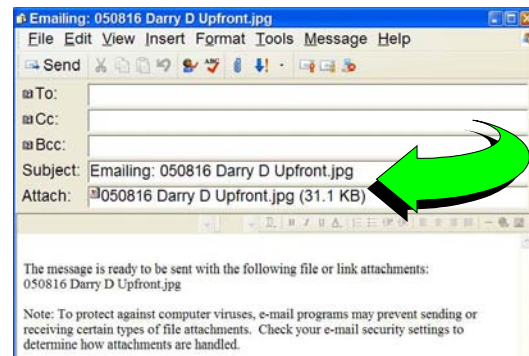 Emailing: 050816 Darry D Upfront.jpg
File Edit View Insert Format Tools Message Help
Send
To:
Cc:
Bcc:
Subject: Emailing: 050816 Darry D Upfront.jpg
Attach: 050816 Darry D Upfront.jpg (31.1 KB)
The message is ready to be sent with the following file or link attachments:
050816 Darry D Upfront.jpg
Note: To protect against computer viruses, e-mail programs may prevent sending or
receiving certain types of file attachments. Check your e-mail security settings to
determine how attachments are handled.